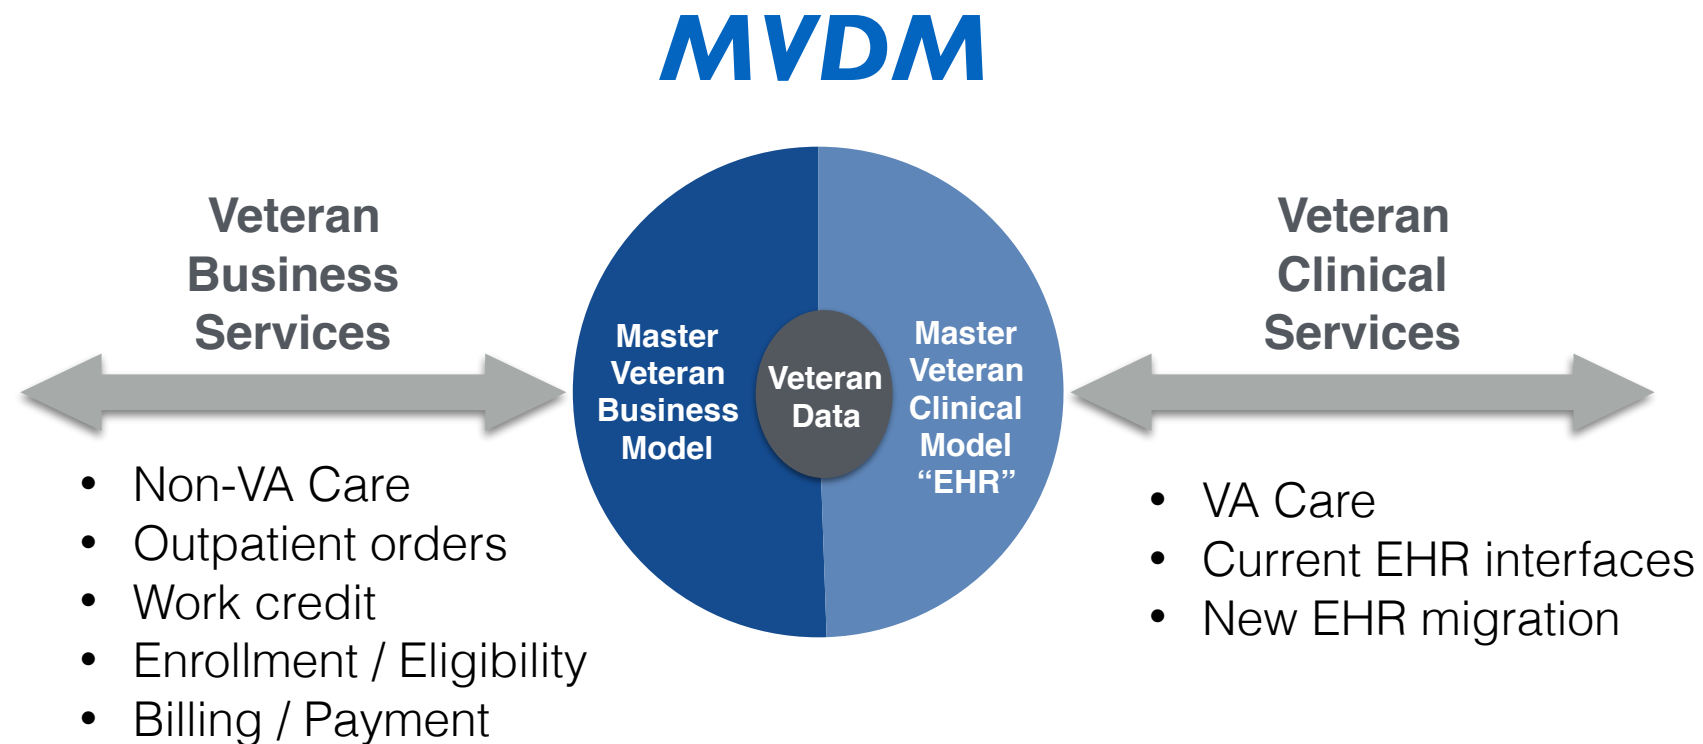 MVDM
Veteran
Business
Services
• Non-VA Care
• Outpatient orders
• Work credit
• Enrollment / Eligibility
• Billing / Payment
Master
Veteran
Business
Model
Veteran
Data
Master
Veteran
Clinical
Model
“EHR”
Veteran
Clinical
Services
• VA Care
• Current EHR interfaces
• New EHR migration